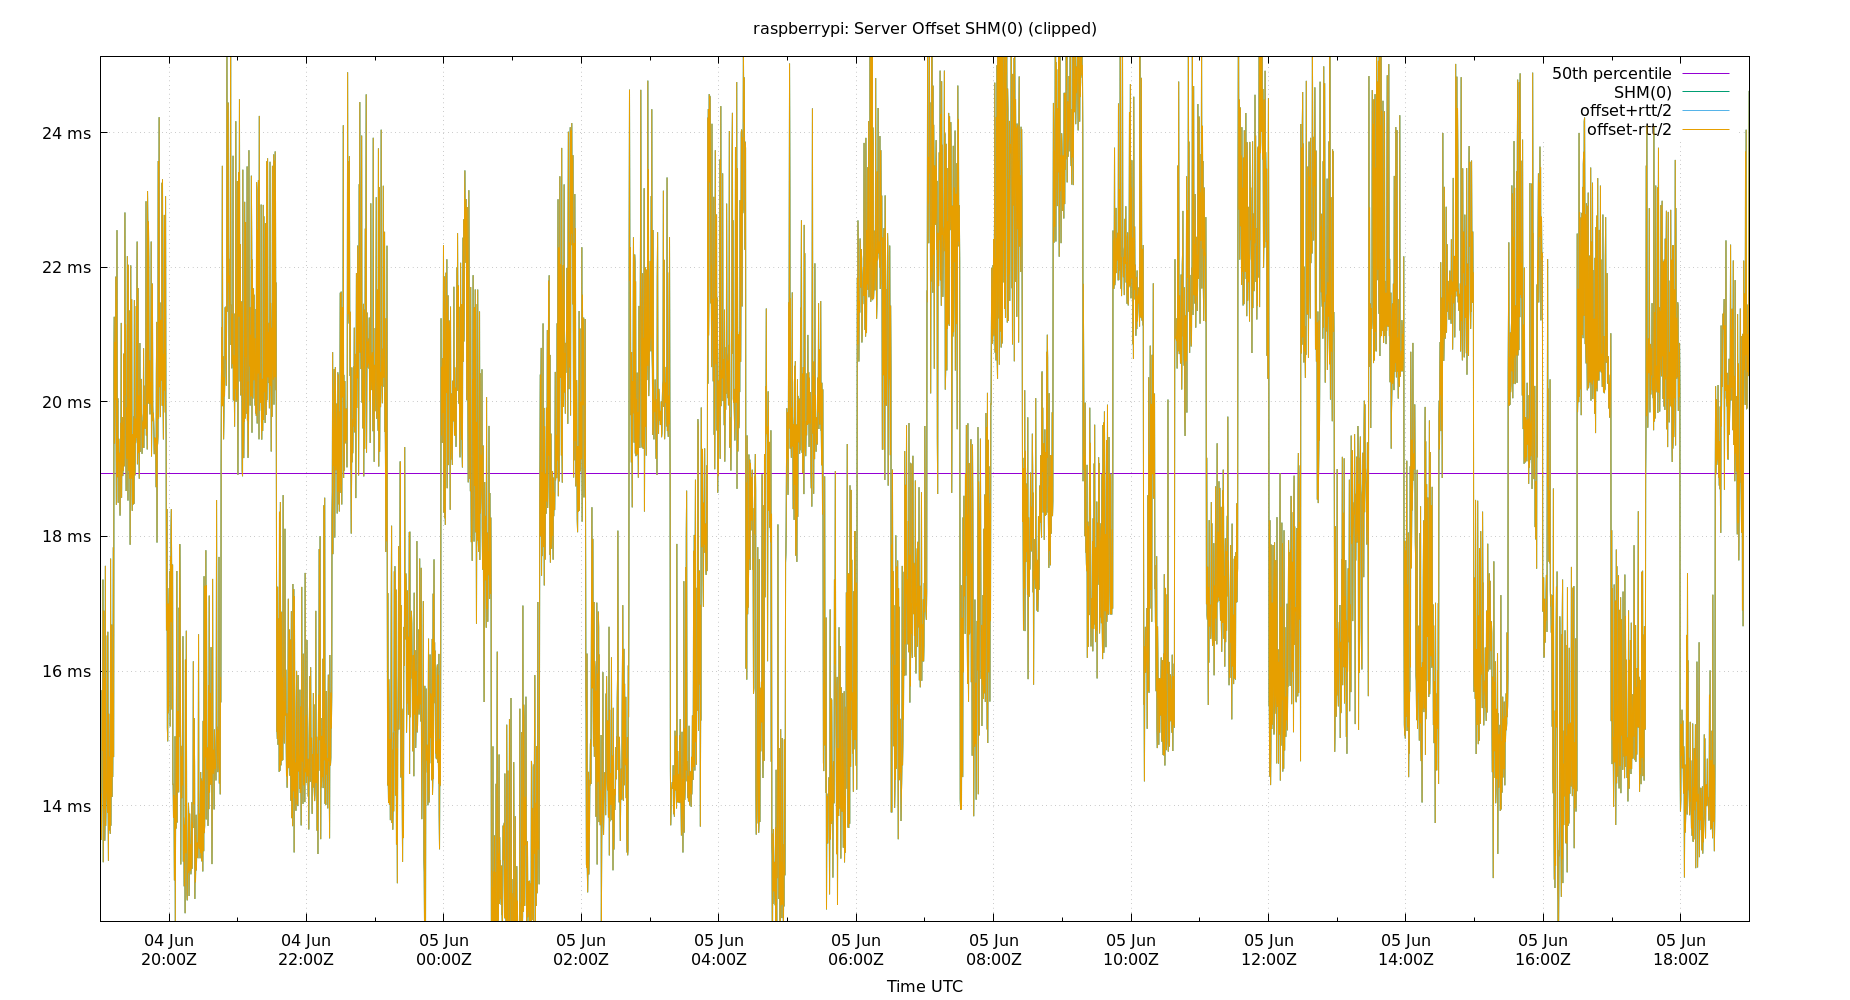 raspberrypi: Server Offset SHM(0) (clipped)
50th percentile
SHM(0)
offset+rtt/2
offset-rtt/2
24 ms
22 ms
20 ms
18 ms
16 ms
14 ms
04 Jun 04 Jun 05 Jun 05 Jun 05 Jun 05 Jun 05 Jun 05 Jun 05 Jun 05 Jun 05 Jun 05 Jun
20:00Z 22:00Z 00:00Z 02:00Z 04:00Z 06:00Z 08:00Z 10:00Z 12:00Z 14:00Z 16:00Z 18:00Z
Time UTC